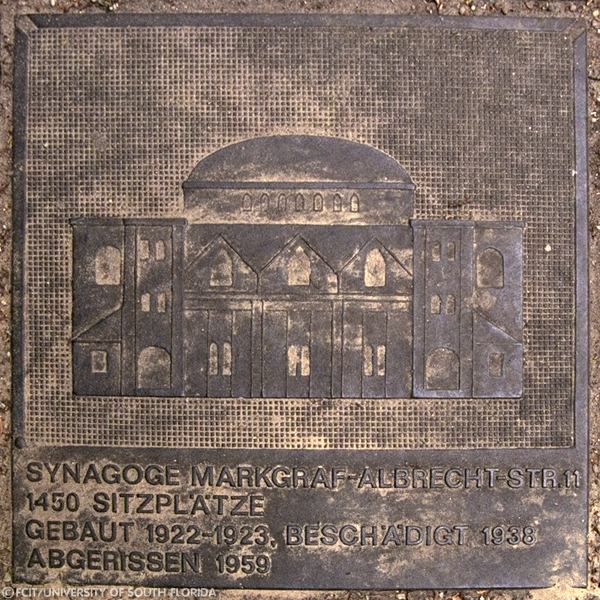 SYNAGOGE MARKGRAF-ALBRECHT-STR.11
1450 SITZPLÄTZE
GEBAUT 1922-1923, BESCHÄDIGT 1938
ABGERISSEN 1959
© FCIT/UNIVERSITY OF SOUTH FLORIDA